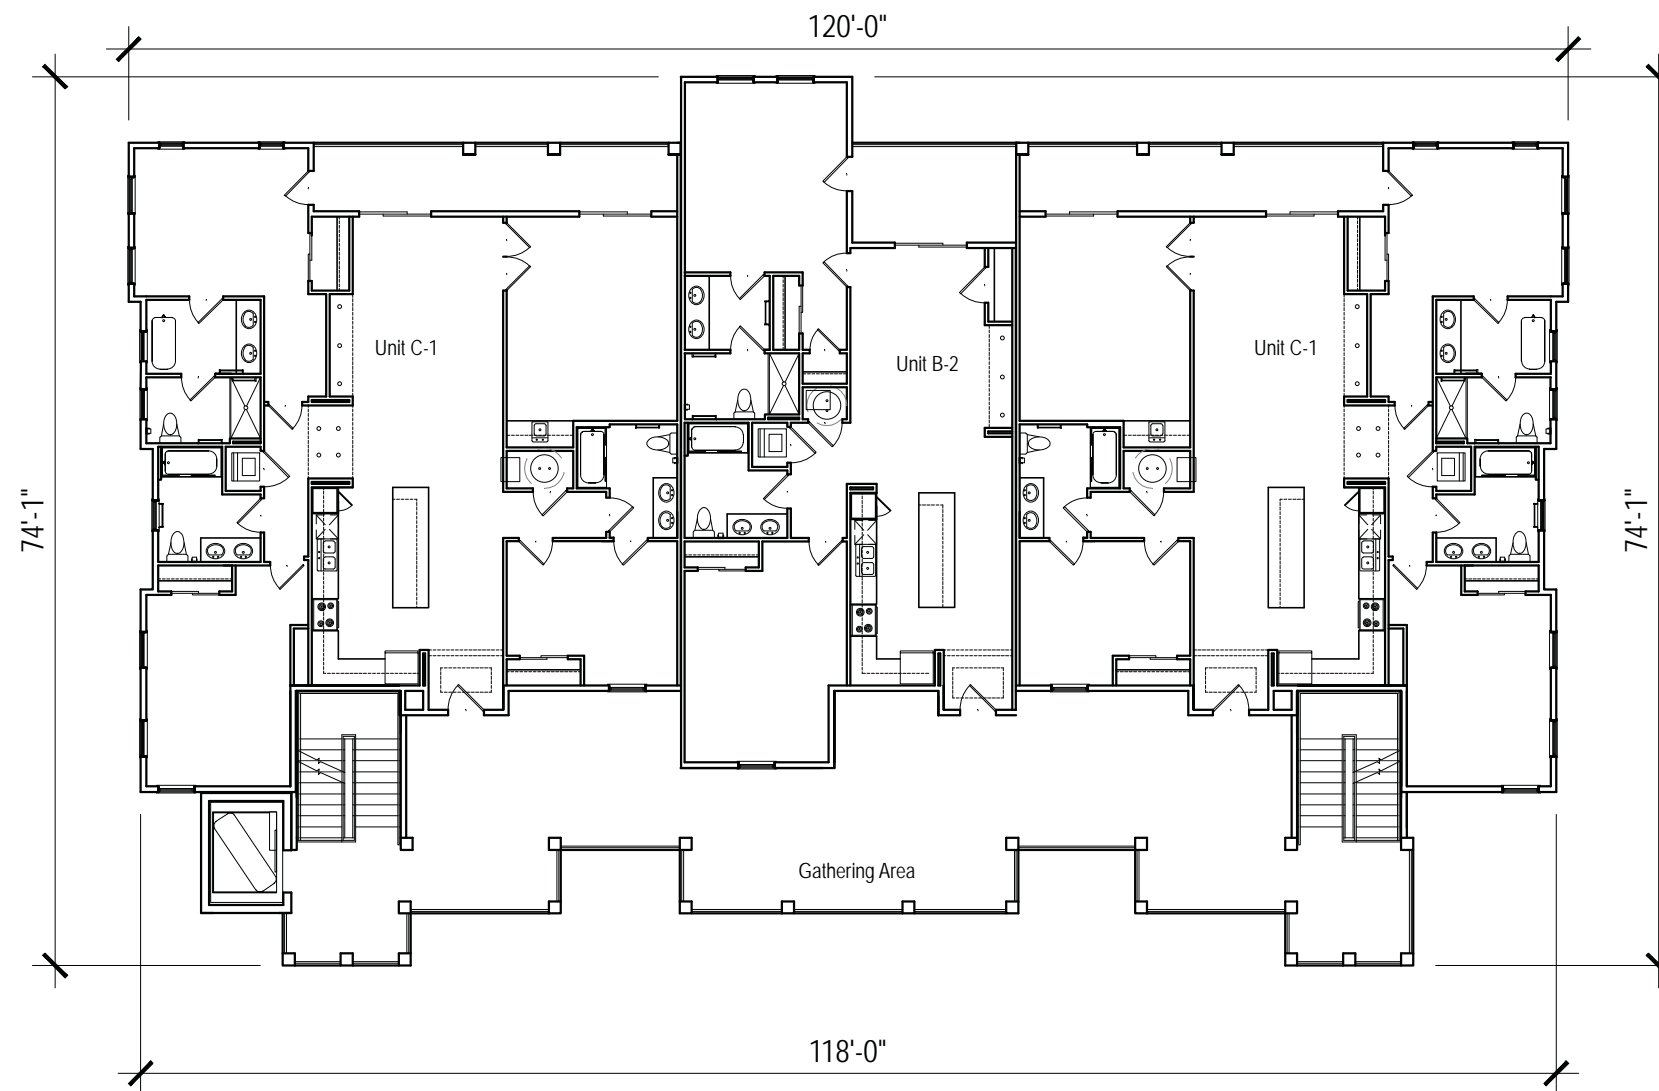 120'-0"
Unit C-1
Unit B-2
Unit C-1
74'-1"
74'-1"
Gathering Area
118'-0"